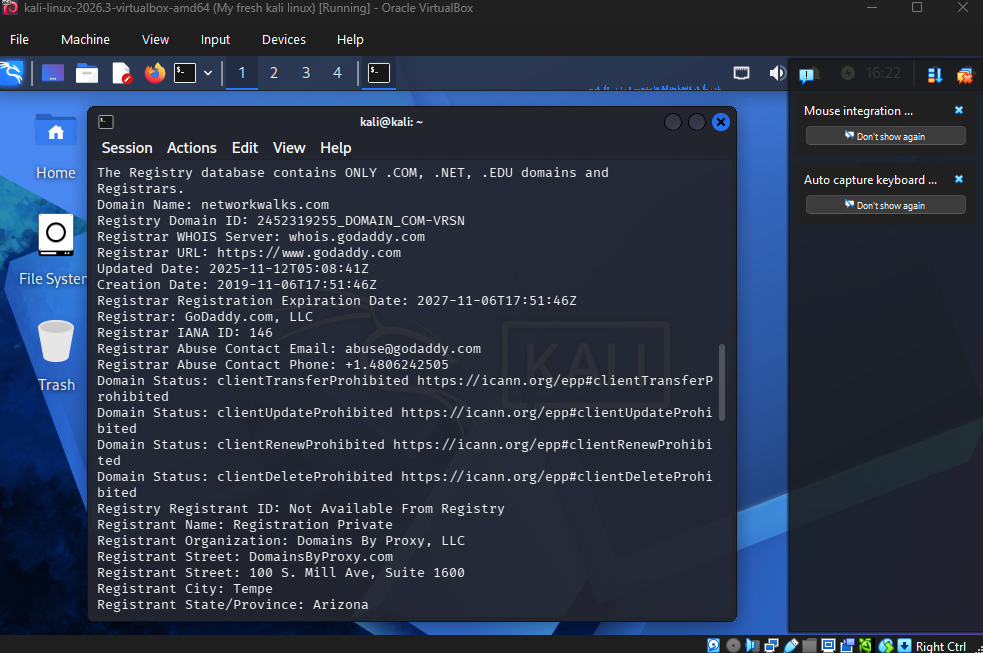 kali-linux-2026.3-virtualbox-amd64 (My fresh kali linux) [Running] - Oracle VirtualBox
File Machine View Input Devices Help
1 2 3 4 16:22
Home
File System
Trash
kali@kali: ~
Session Actions Edit View Help
The Registry database contains ONLY .COM, .NET, .EDU domains and
Registrars.
Domain Name: networkwalks.com
Registry Domain ID: 2452319255_DOMAIN_COM-VRSN
Registrar WHOIS Server: whois.godaddy.com
Registrar URL: https://www.godaddy.com
Updated Date: 2025-11-12T05:08:41Z
Creation Date: 2019-11-06T17:51:46Z
Registrar Registration Expiration Date: 2027-11-06T17:51:46Z
Registrar: GoDaddy.com, LLC
Registrar IANA ID: 146
Registrar Abuse Contact Email: abuse@godaddy.com
Registrar Abuse Contact Phone: +1.4806242505
Domain Status: clientTransferProhibited https://icann.org/epp#clientTransferP
rohibited
Domain Status: clientUpdateProhibited https://icann.org/epp#clientUpdateProhi
bited
Domain Status: clientRenewProhibited https://icann.org/epp#clientRenewProhibi
ted
Domain Status: clientDeleteProhibited https://icann.org/epp#clientDeleteProhi
bited
Registry Registrant ID: Not Available From Registry
Registrant Name: Registration Private
Registrant Organization: Domains By Proxy, LLC
Registrant Street: DomainsByProxy.com
Registrant Street: 100 S. Mill Ave, Suite 1600
Registrant City: Tempe
Registrant State/Province: Arizona
KALI
Mouse integration ...
Don't show again
Auto capture keyboard ...
Don't show again
Right Ctrl